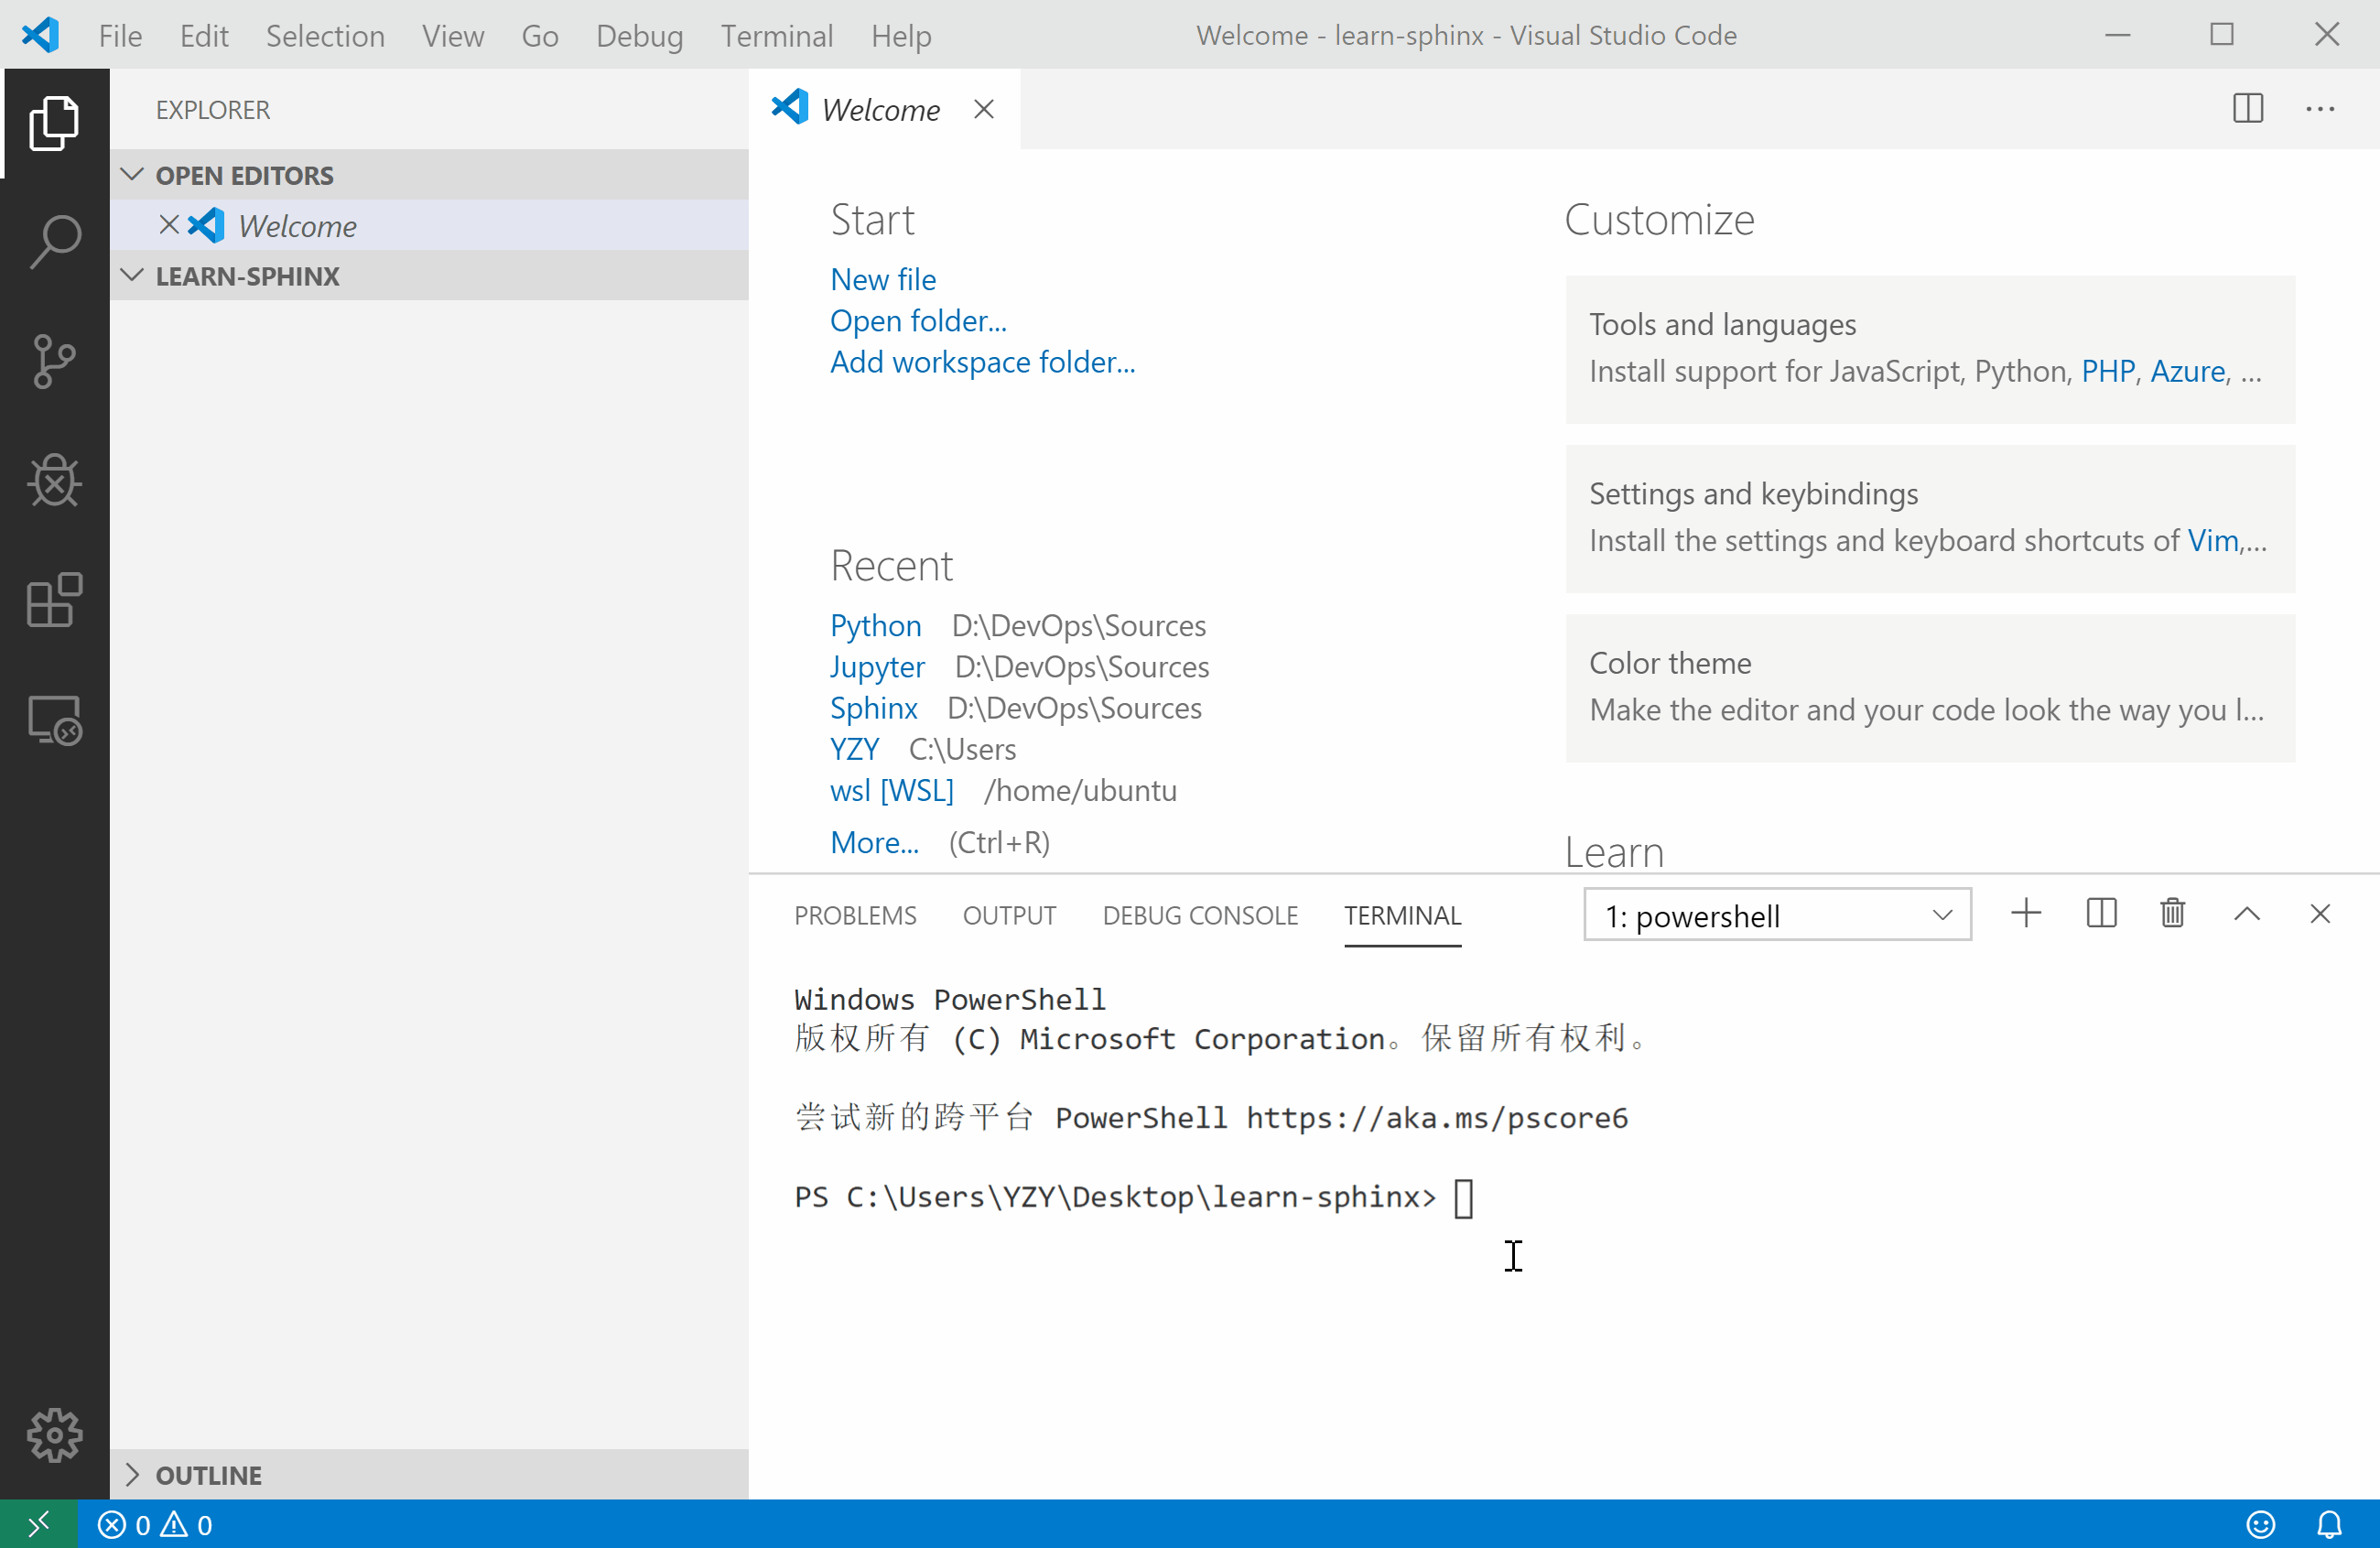 File Edit Selection View Go Debug Terminal Help
Welcome - learn-sphinx - Visual Studio Code
EXPLORER
OPEN EDITORS
Welcome
LEARN-SPHINX
OUTLINE
Welcome
Start
New file
Open folder...
Add workspace folder...
Recent
Python D:\DevOps\Sources
Jupyter D:\DevOps\Sources
Sphinx D:\DevOps\Sources
YZY C:\Users
wsl [WSL] /home/ubuntu
More... (Ctrl+R)
Customize
Tools and languages
Install support for JavaScript, Python, PHP, Azure, ...
Settings and keybindings
Install the settings and keyboard shortcuts of Vim,...
Color theme
Make the editor and your code look the way you l...
Learn
PROBLEMS OUTPUT DEBUG CONSOLE TERMINAL
1: powershell
Windows PowerShell
版权所有 (C) Microsoft Corporation。保留所有权利。
尝试新的跨平台 PowerShell https://aka.ms/pscore6
PS C:\Users\YZY\Desktop\learn-sphinx>
0 0